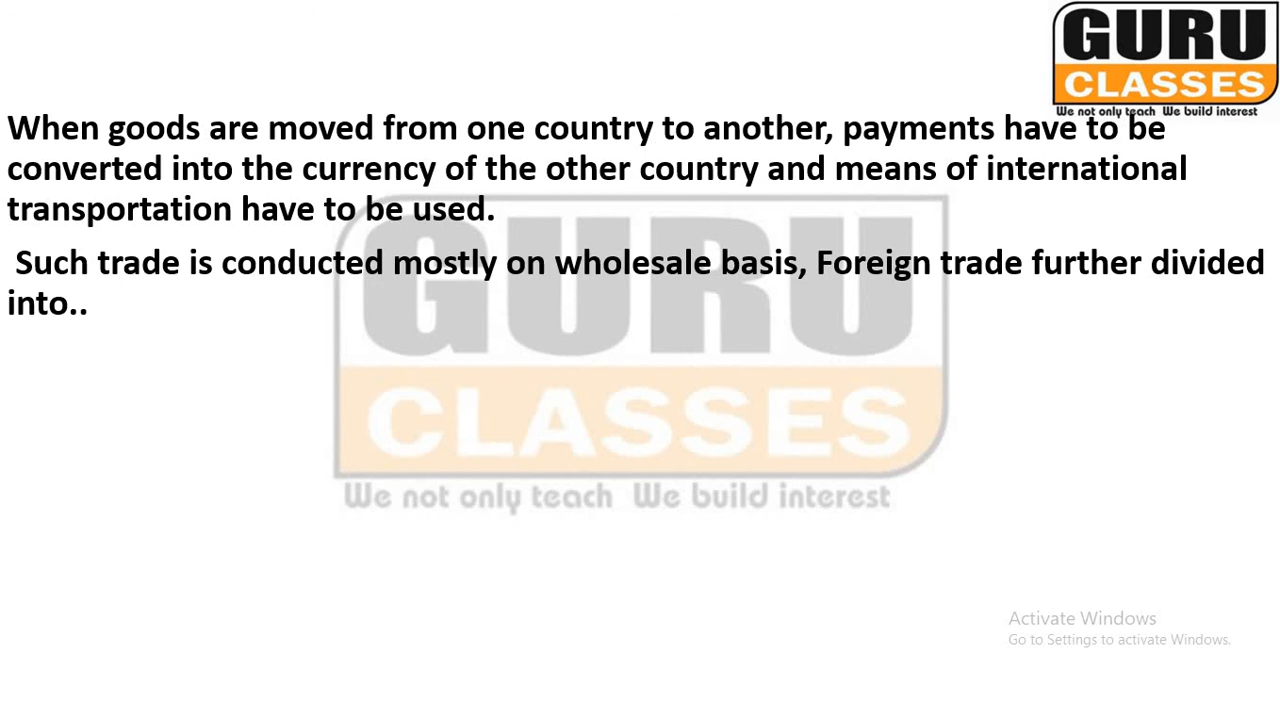 GURU
CLASSES
We not only teach We build interest
When goods are moved from one country to another, payments have to be
converted into the currency of the other country and means of international
transportation have to be used.
Such trade is conducted mostly on wholesale basis, Foreign trade further divided
into..
GURU
CLASSES
We not only teach We build interest
Activate Windows
Go to Settings to activate Windows.